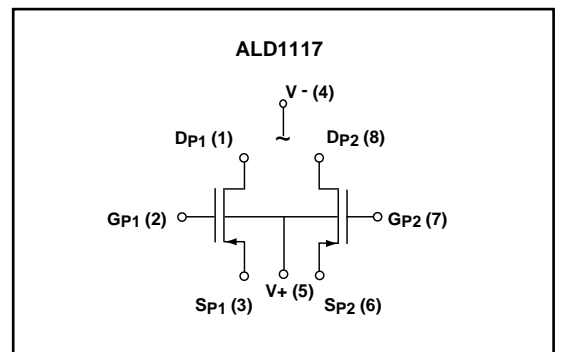 ALD1117
V - (4)
~
DP1 (1) DP2 (8)
GP1 (2) GP2 (7)
V+ (5)
SP1 (3) SP2 (6)